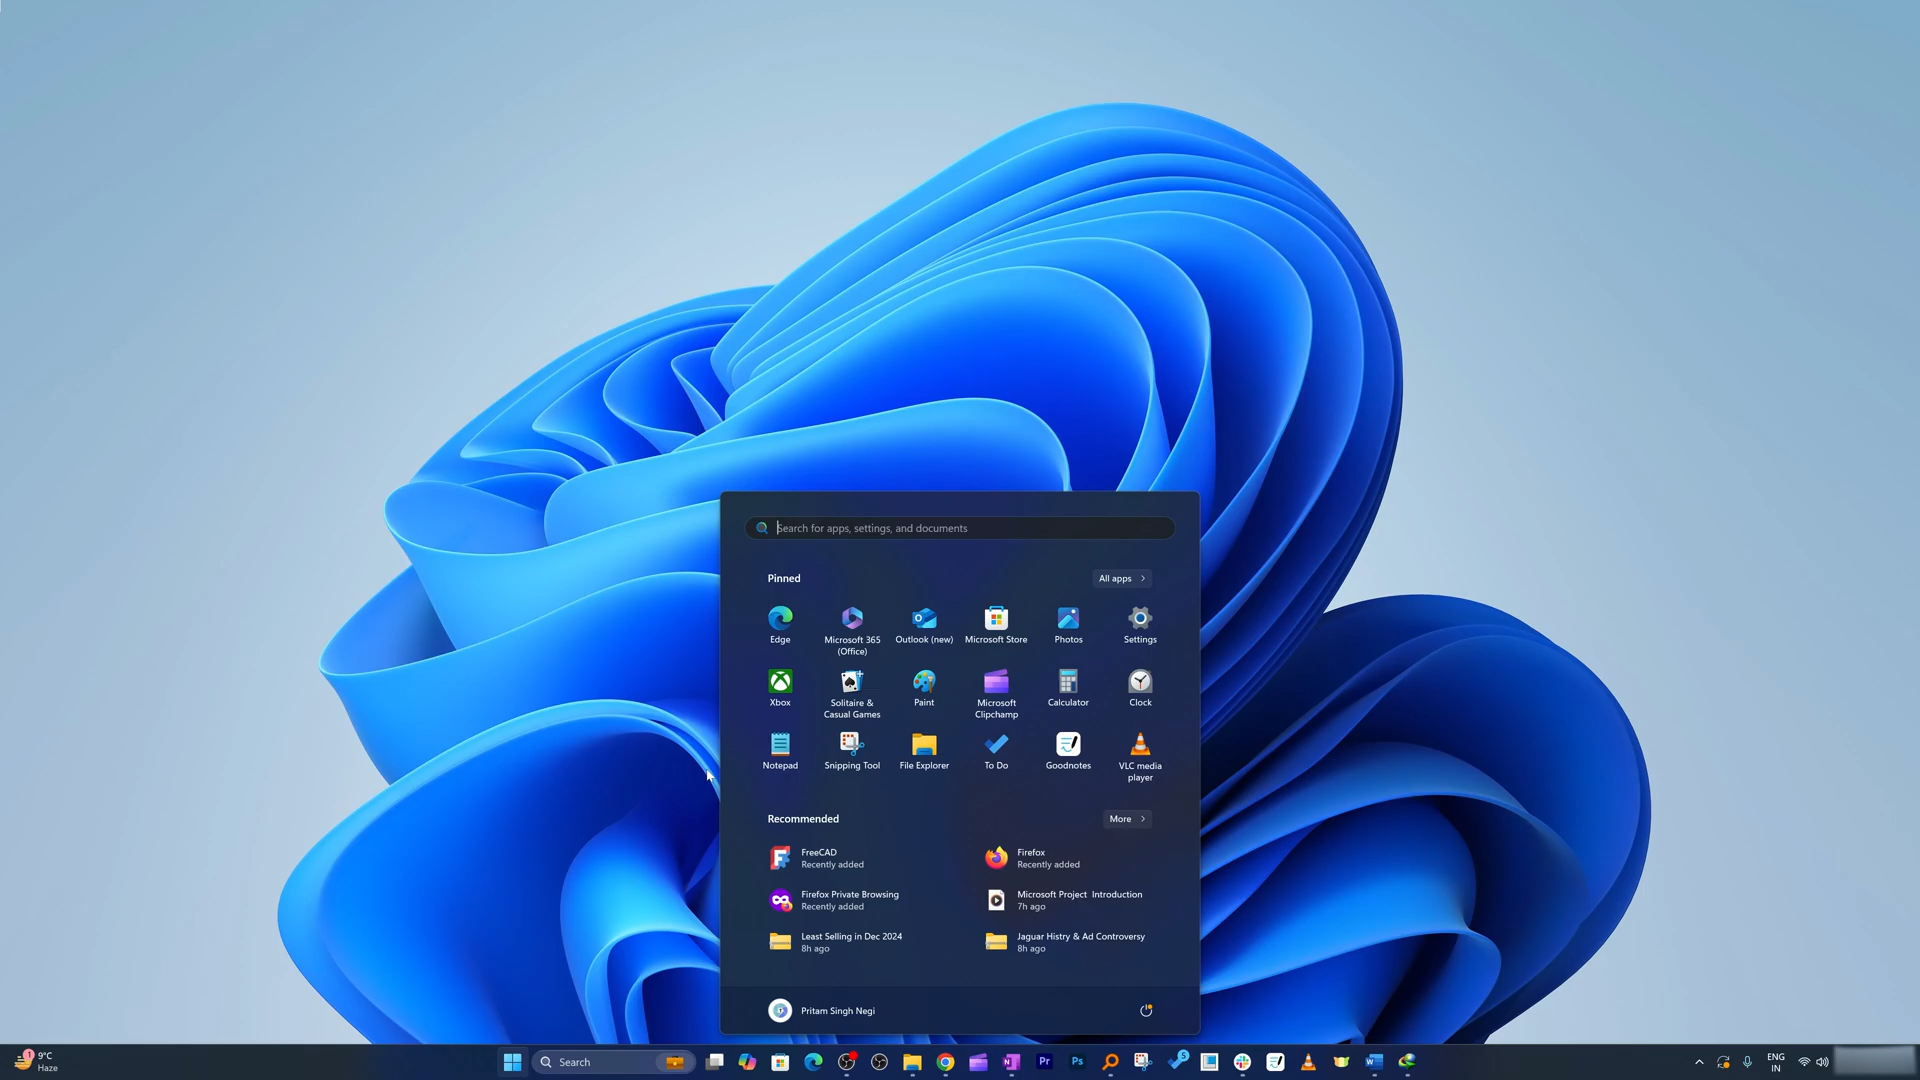 Search for apps, settings, and documents
Pinned
All apps
Edge
Microsoft 365
(Office)
Outlook (new)
Microsoft Store
Photos
Settings
Xbox
Solitaire &
Casual Games
Paint
Microsoft
Clipchamp
Calculator
Clock
Notepad
Snipping Tool
File Explorer
To Do
Goodnotes
VLC media
player
Recommended
More
FreeCAD
Recently added
Firefox
Recently added
Firefox Private Browsing
Recently added
Microsoft Project  Introduction
7h ago
Least Selling in Dec 2024
8h ago
Jaguar Histry & Ad Controversy
8h ago
Pritam Singh Negi
1
9°C
Haze
Search
Pr
Ps
5
ENG
IN